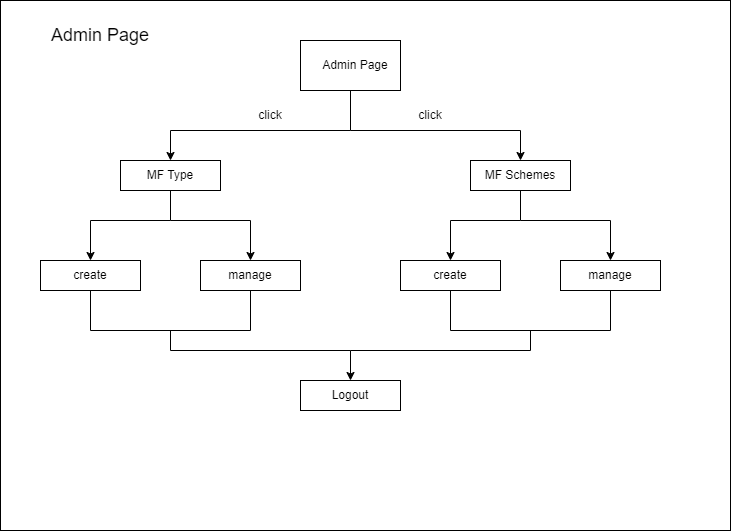 Admin Page
Admin Page
click
click
MF Type
MF Schemes
create
manage
create
manage
Logout